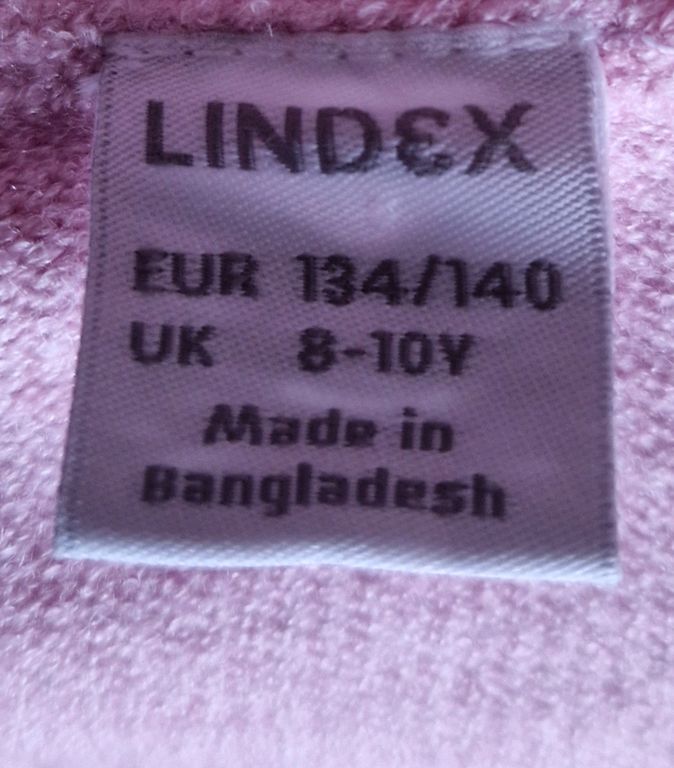 LINDEX
EUR 134/140
UK 8-10Y
Made in
Bangladesh